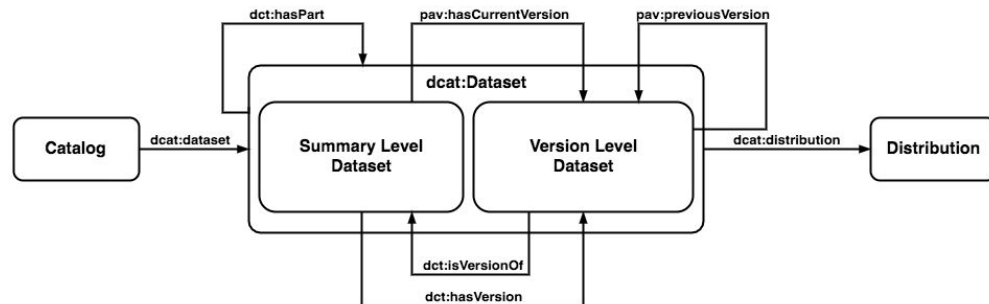 dct:hasPart
pav:hasCurrentVersion
pav:previousVersion
dcat:Dataset
Catalog
dcat:dataset
Summary Level
Dataset
Version Level
Dataset
dcat:distribution
Distribution
dct:isVersionOf
dct:hasVersion